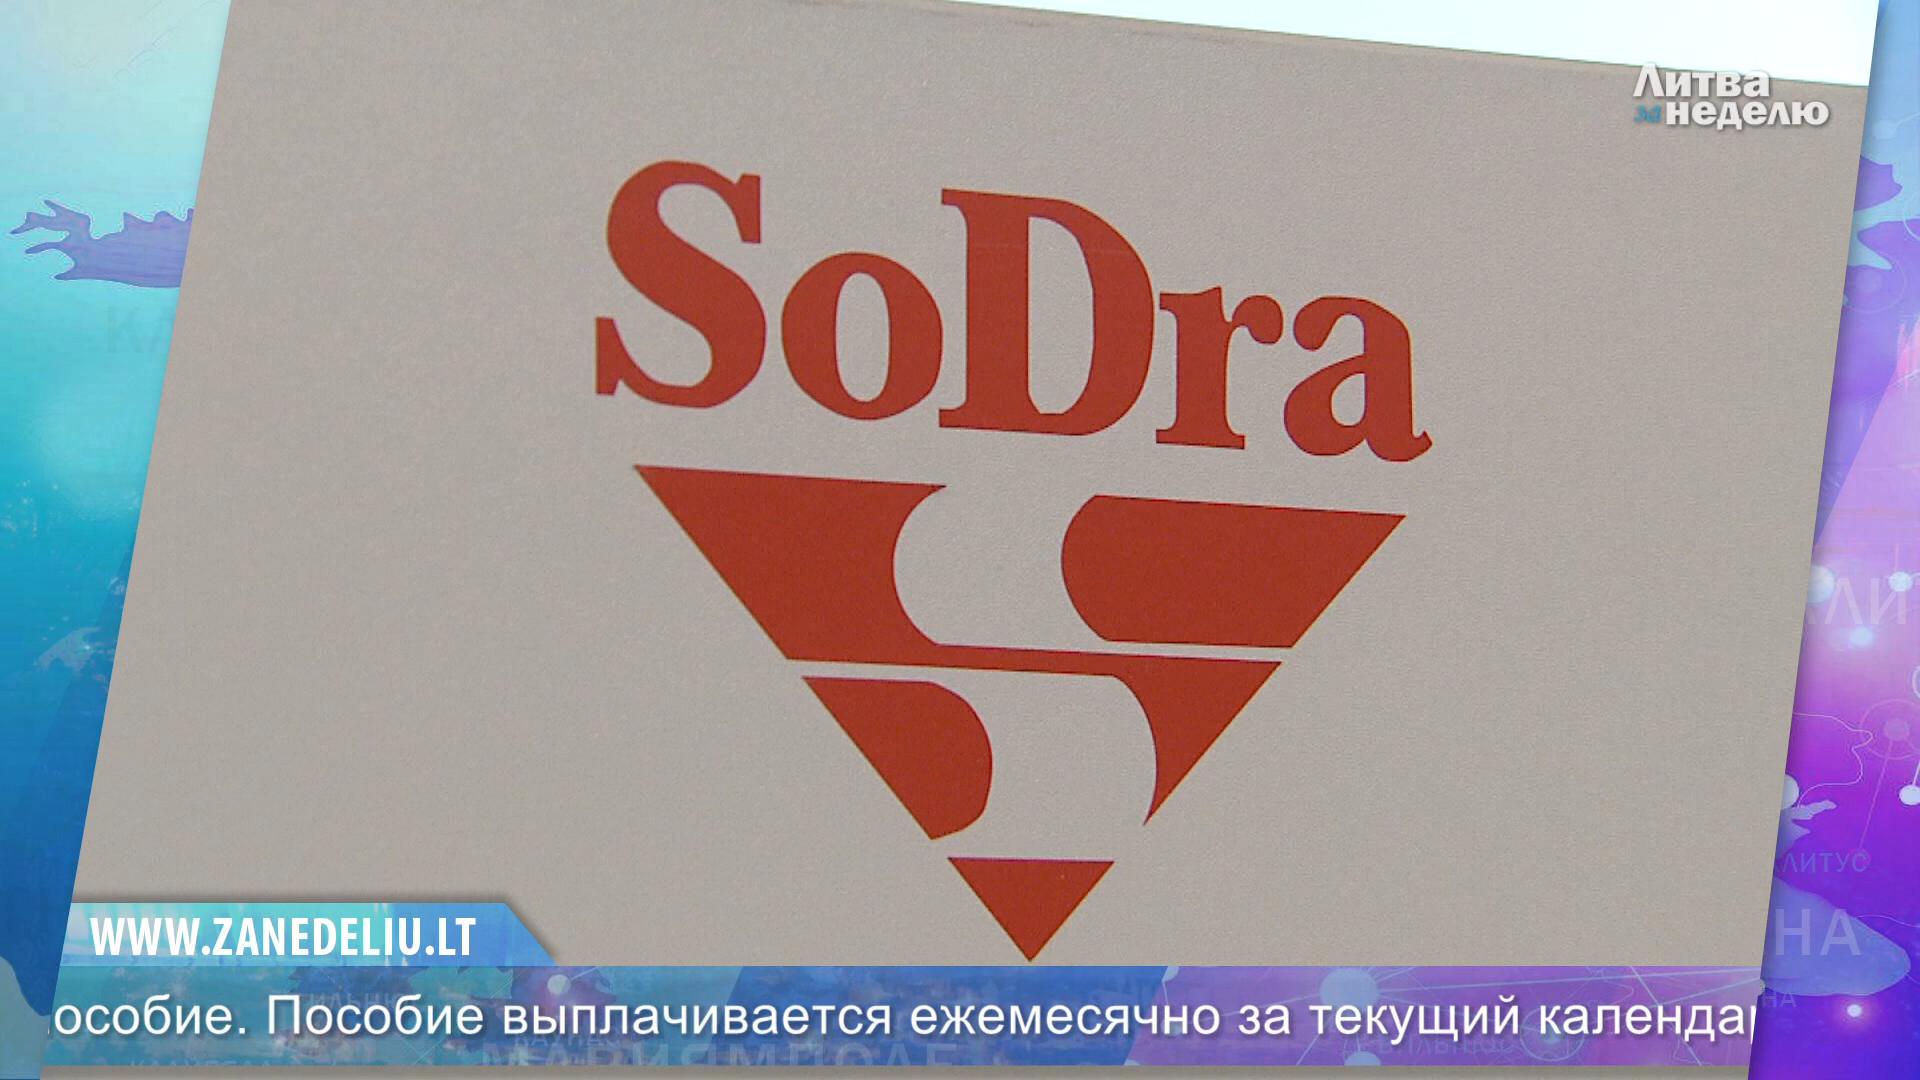 Литва
за неделю
SoDra
WWW.ZANEDELIU.LT
особие. Пособие выплачивается ежемесячно за текущий календа